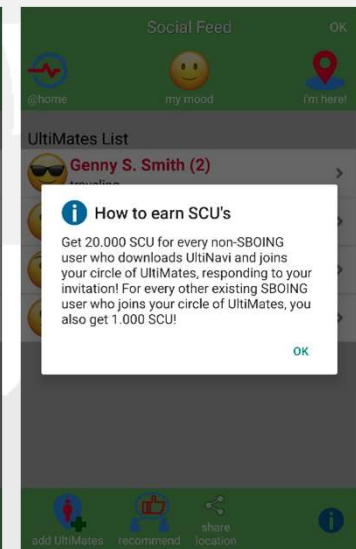 Social Feed
OK
@home
my mood
i'm here!
UltiMates List
Genny S. Smith (2)
traveling
How to earn SCU's
Get 20.000 SCU for every non-SBOING
user who downloads UltiNavi and joins
your circle of UltiMates, responding to your
invitation! For every other existing SBOING
user who joins your circle of UltiMates, you
also get 1.000 SCU!
OK
add UltiMates
recommend
share
location